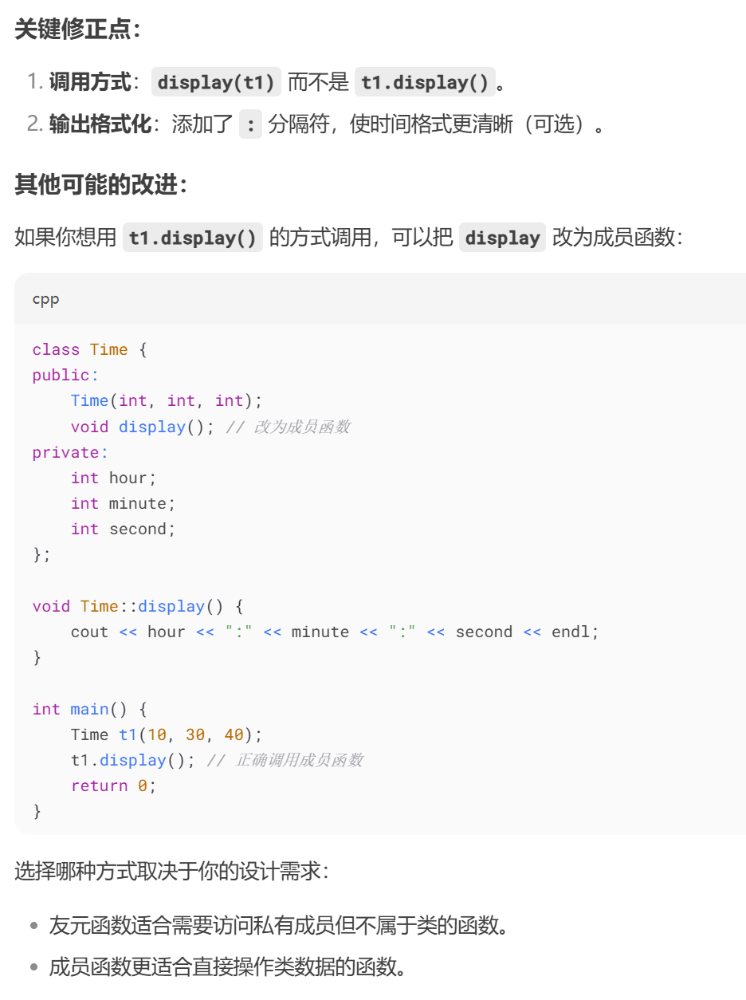 关键修正点：
1. 调用方式： display(t1) 而不是 t1.display() 。
2. 输出格式化：添加了 : 分隔符，使时间格式更清晰（可选）。
其他可能的改进：
如果你想用 t1.display() 的方式调用，可以把 display 改为成员函数：
cpp
class Time {
public:
    Time(int, int, int);
    void display(); // 改为成员函数
private:
    int hour;
    int minute;
    int second;
};
void Time::display() {
    cout << hour << ":" << minute << ":" << second << endl;
}
int main() {
    Time t1(10, 30, 40);
    t1.display(); // 正确调用成员函数
    return 0;
}
选择哪种方式取决于你的设计需求：
• 友元函数适合需要访问私有成员但不属于类的函数。
• 成员函数更适合直接操作类数据的函数。